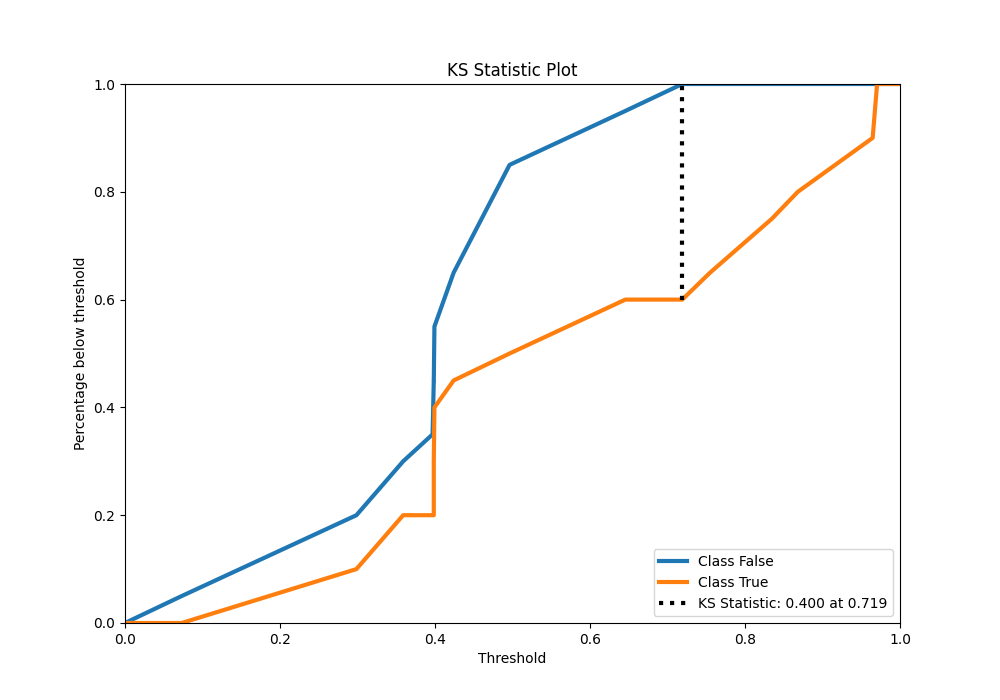 KS Statistic Plot
1.0
0.8
0.6
0.4
0.2
0.0
Percentage below threshold
Class False
Class True
KS Statistic: 0.400 at 0.719
0.0 0.2 0.4 0.6 0.8 1.0
Threshold